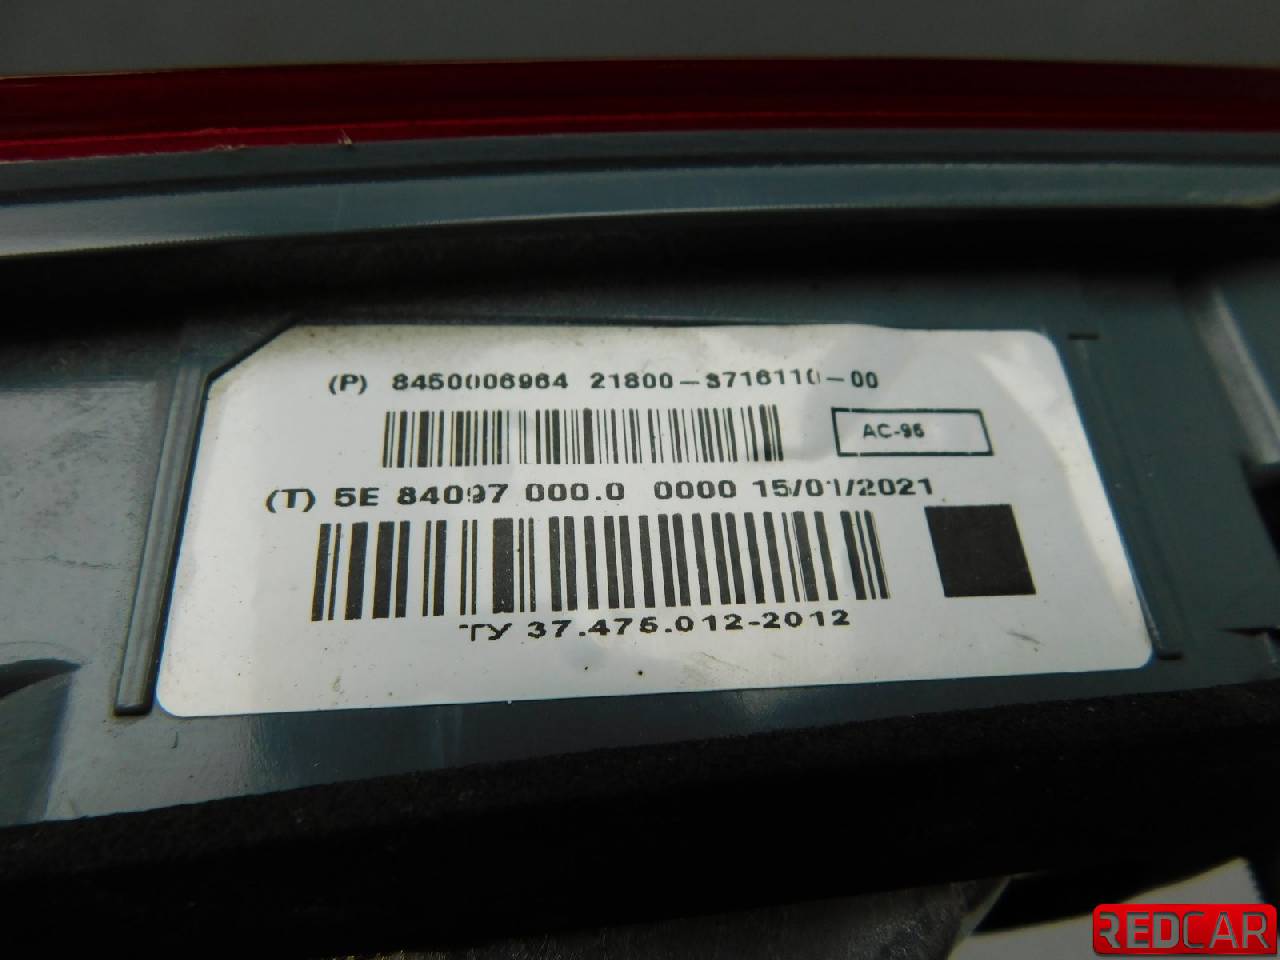 (P) 8450006964 21800-3716110-00
AC-96
(T) 5E 84097 000.0 0000 15/01/2021
ТУ 37.475.012-2012
REDCAR